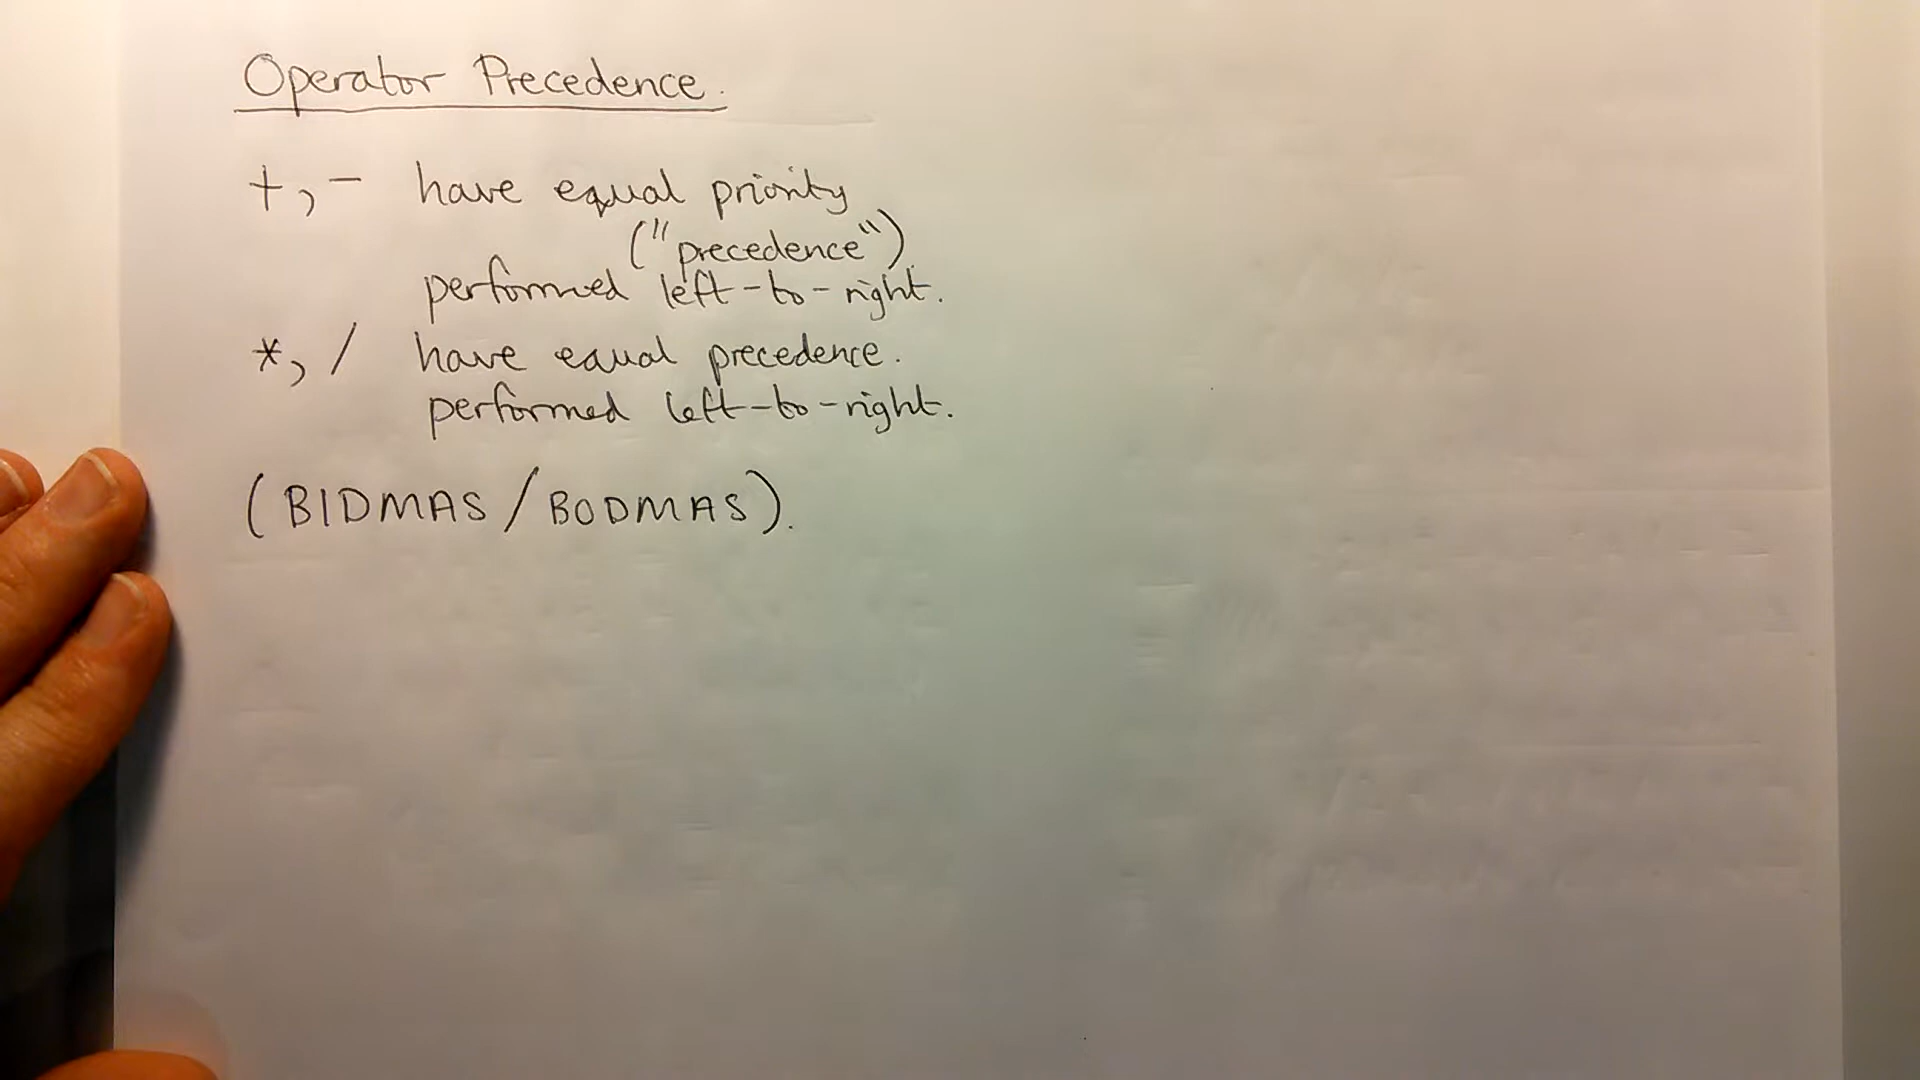 Operator Precedence.
+, - have equal priority
("precedence")
performed left-to-right.
*, / have equal precedence.
performed left-to-right.
(BIDMAS/BODMAS).